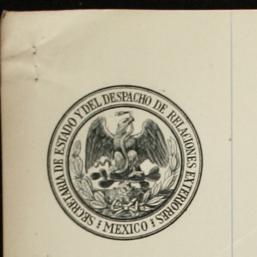 SECRETARIA DE ESTADO Y DEL DESPACHO DE RELACIONES EXTERIORES
MEXICO